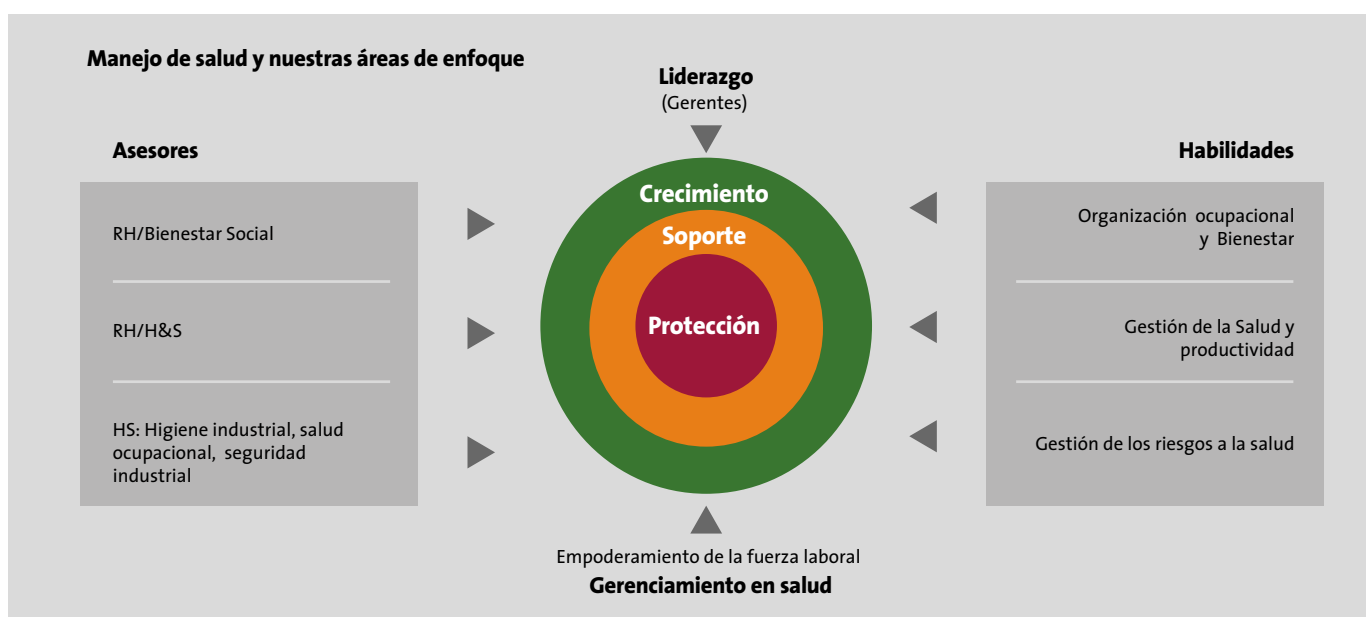 Manejo de salud y nuestras áreas de enfoque
Liderazgo
(Gerentes)
Asesores
RH/Bienestar Social
RH/H&S
HS: Higiene industrial, salud
ocupacional, seguridad
industrial
Crecimiento
Soporte
Protección
Habilidades
Organización ocupacional
y Bienestar
Gestión de la Salud y
productividad
Gestión de los riesgos a la salud
Empoderamiento de la fuerza laboral
Gerenciamiento en salud